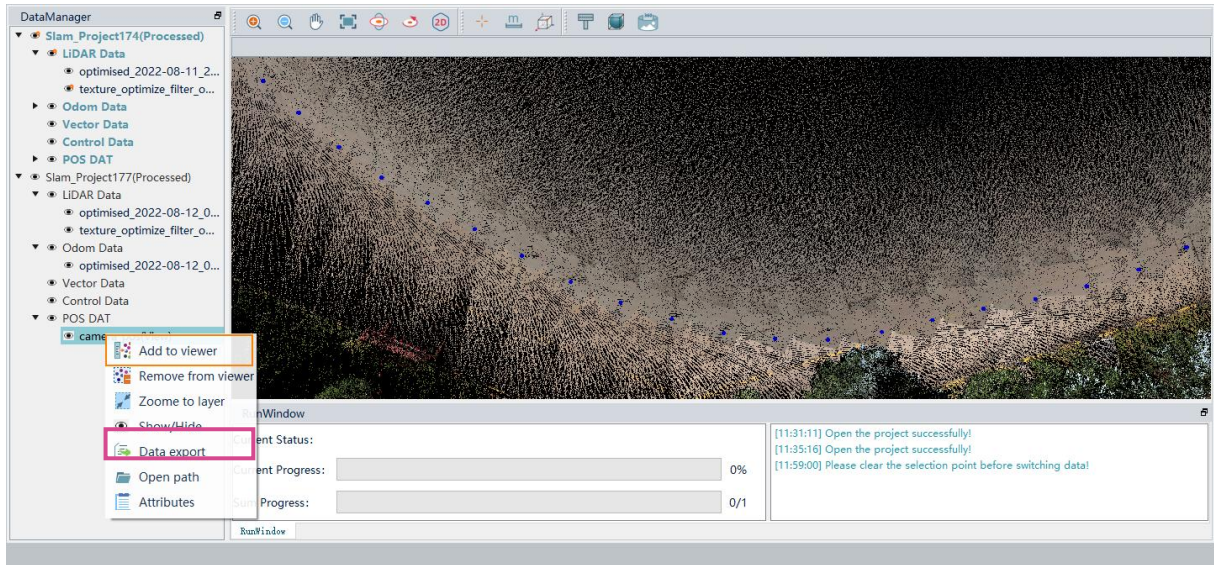 DataManager
Slam_Project174(Processed)
LiDAR Data
optimised_2022-08-11_2...
texture_optimize_filter_o...
Odom Data
Vector Data
Control Data
POS DAT
Slam_Project177(Processed)
LiDAR Data
optimised_2022-08-12_0...
texture_optimize_filter_o...
Odom Data
optimised_2022-08-12_0...
Vector Data
Control Data
POS DAT
came
Add to viewer
Remove from viewer
Zoome to layer
Show/Hide
Data export
Open path
Attributes
2D
m
RunWindow
Current Status:
Current Progress:
0%
Sum Progress:
0/1
[11:31:11] Open the project successfully!
[11:35:16] Open the project successfully!
[11:59:00] Please clear the selection point before switching data!
RunWindow